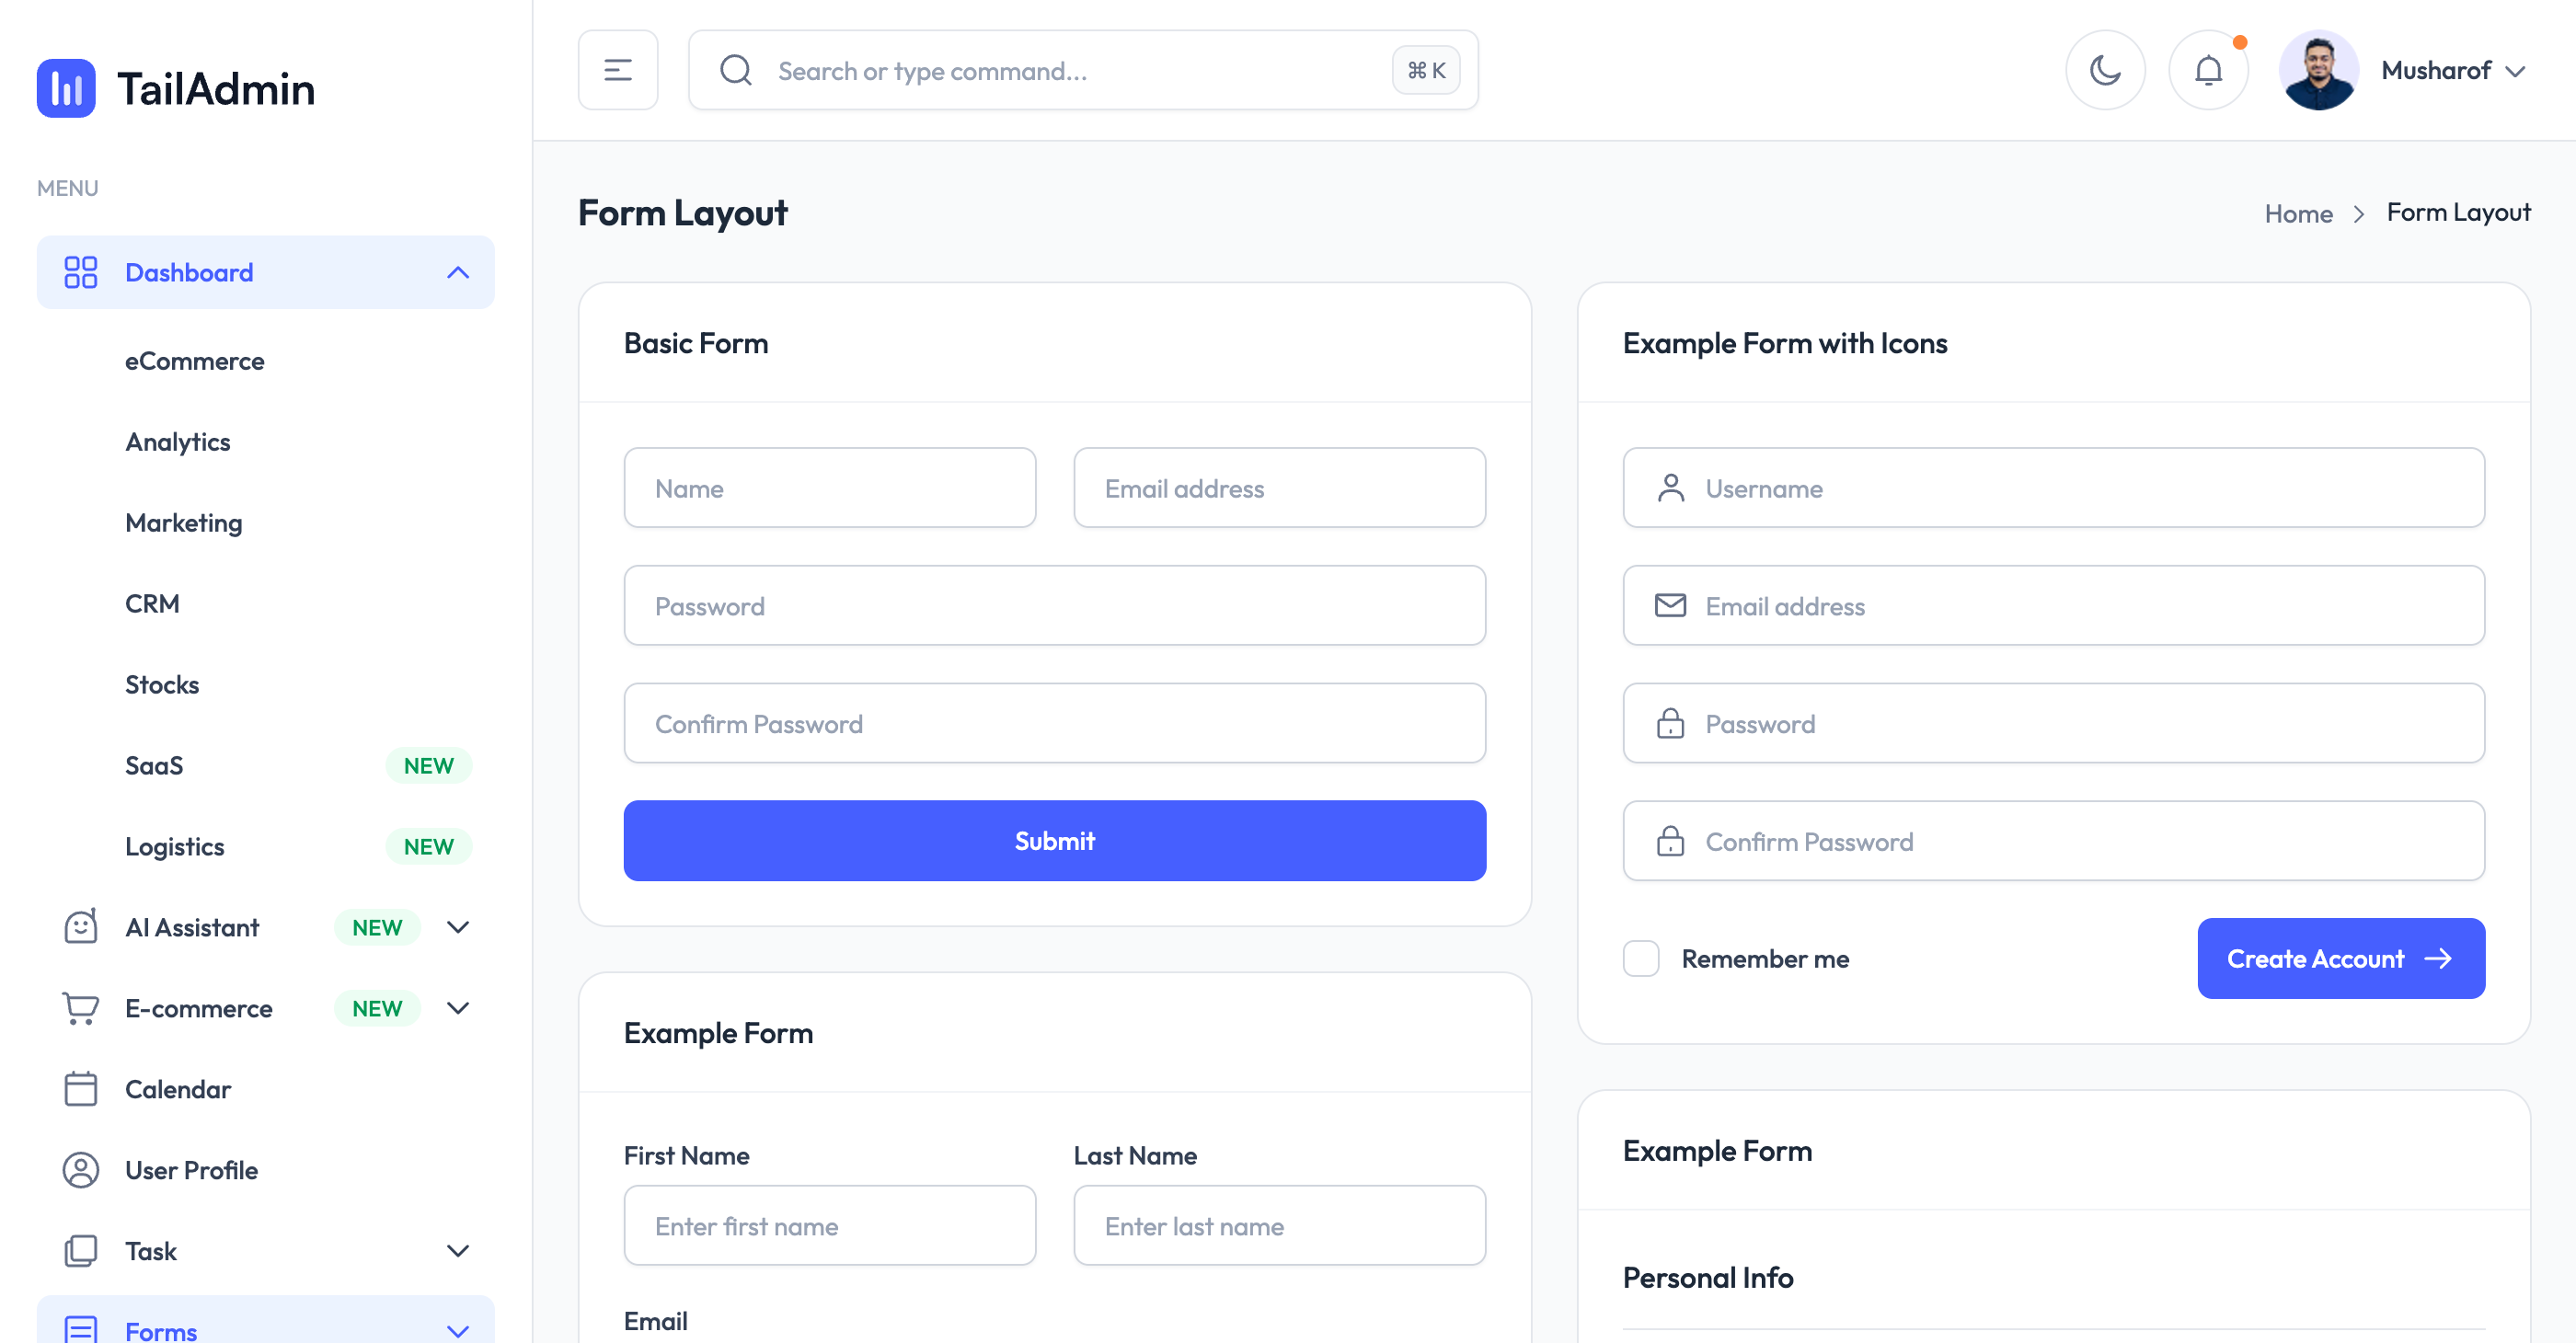 TailAdmin
MENU
Dashboard
eCommerce
Analytics
Marketing
CRM
Stocks
SaaS NEW
Logistics NEW
AI Assistant NEW
E-commerce NEW
Calendar
User Profile
Task
Forms
Search or type command...
⌘ K
Musharof
Form Layout
Home > Form Layout
Basic Form
Name
Email address
Password
Confirm Password
Submit
Example Form
First Name
Last Name
Enter first name
Enter last name
Email
Example Form with Icons
Username
Email address
Password
Confirm Password
Remember me
Create Account
Example Form
Personal Info